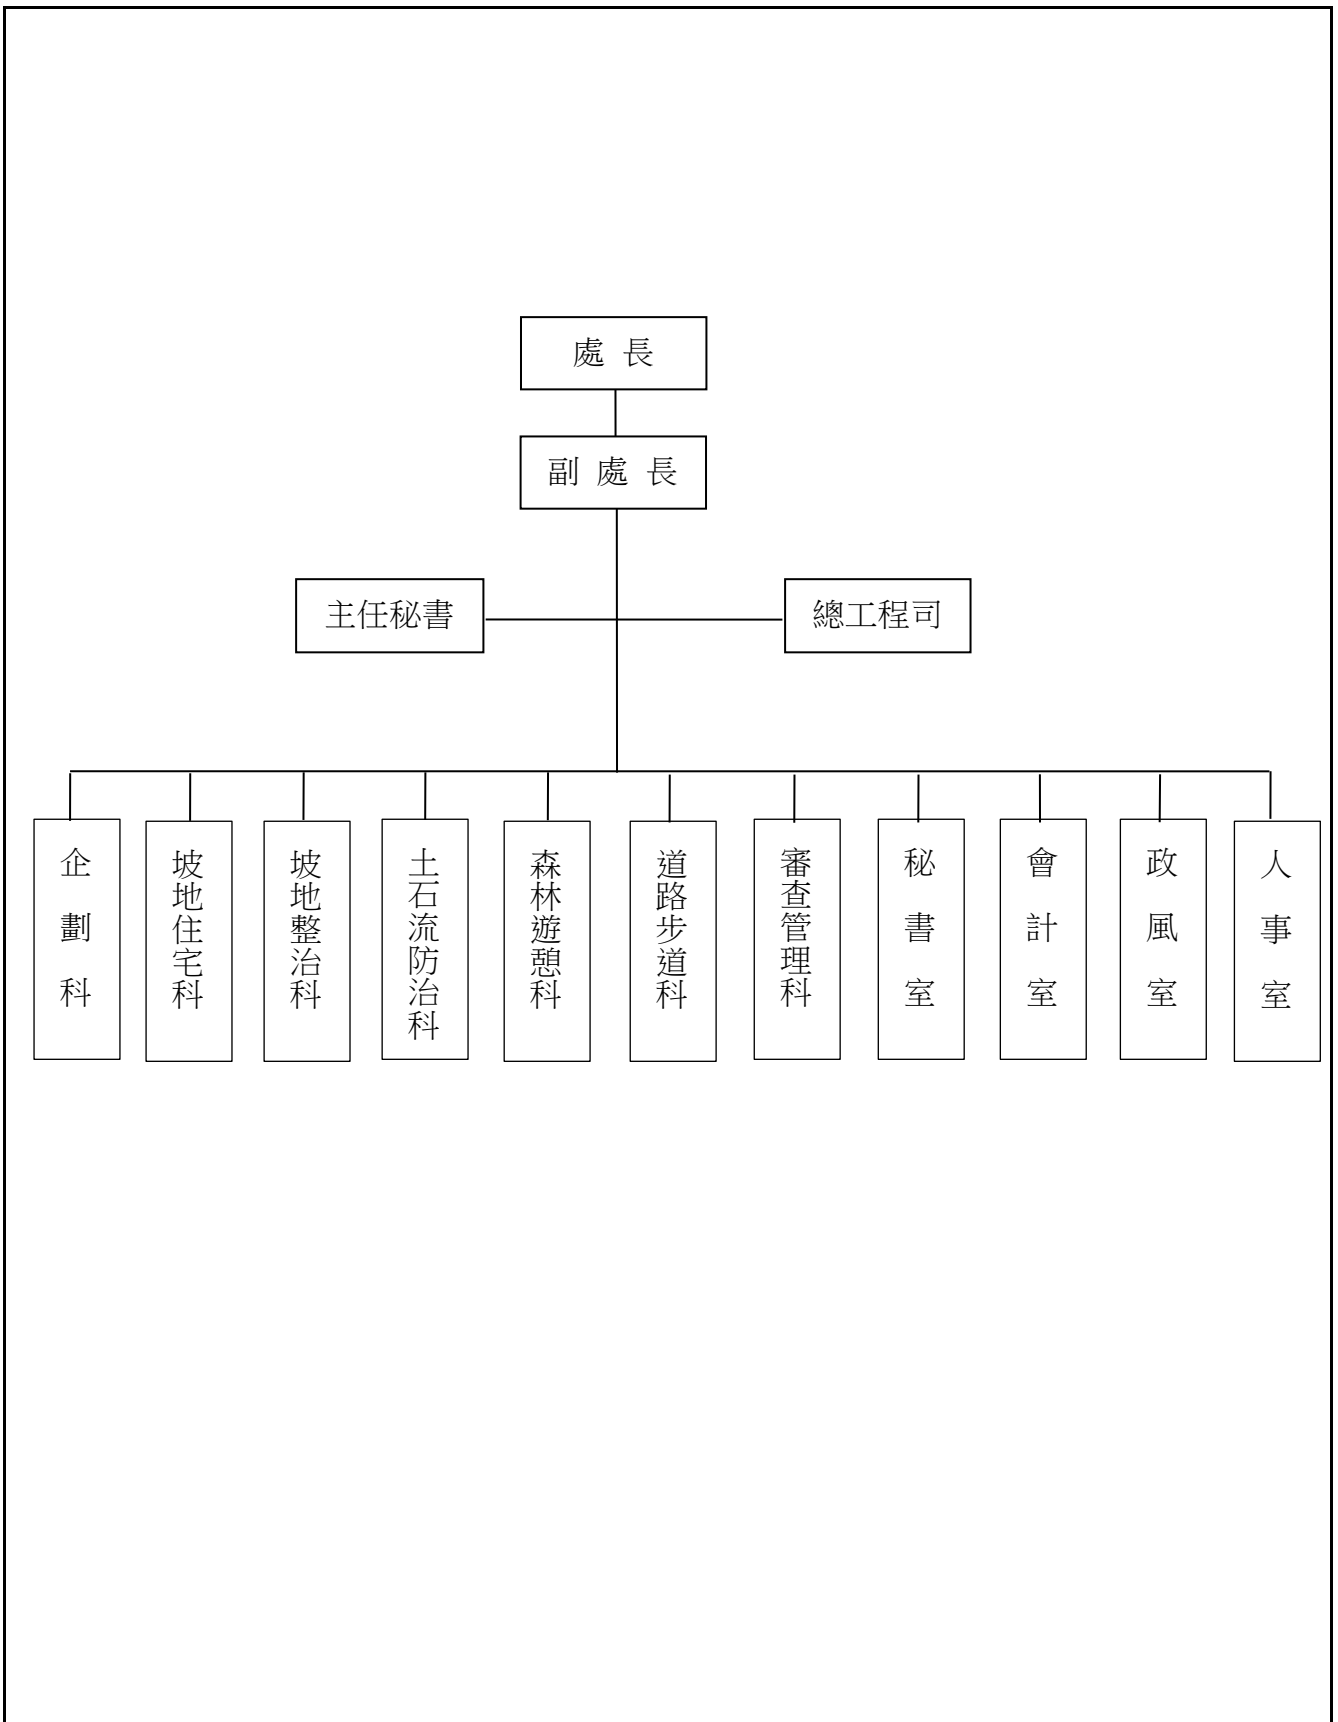 處 長
副 處 長
主任秘書
總工程司
企劃科
坡地住宅科
坡地整治科
土石流防治科
森林遊憩科
道路步道科
審查管理科
秘書室
會計室
政風室
人事室